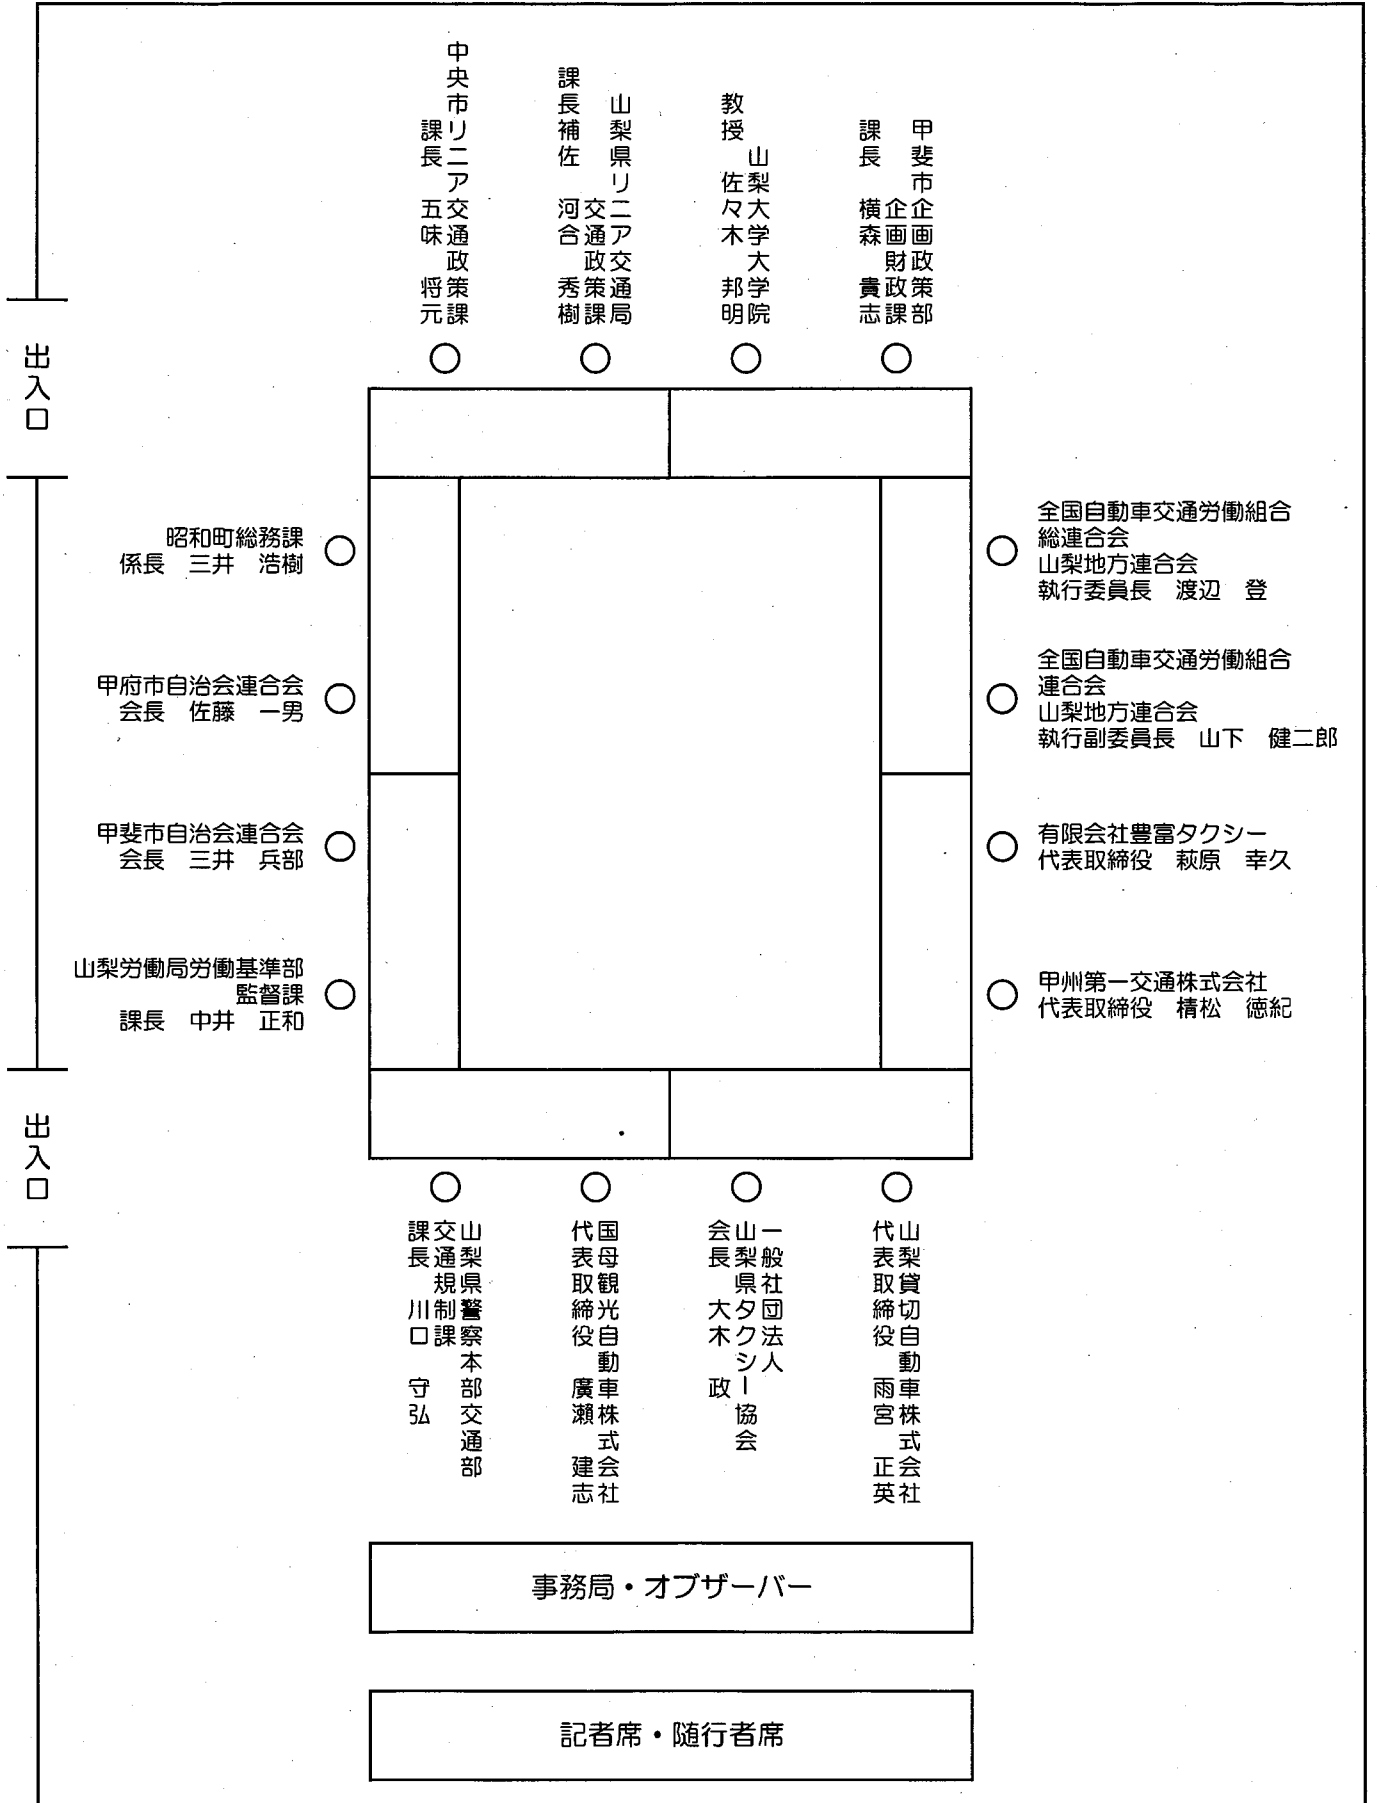 中央市リニア交通政策課
課長　五味　将元
山梨県リニア交通局
交通政策課
課長補佐　河合　秀樹
山梨大学大学院
教授　佐々木　邦明
甲斐市企画政策部
企画財政課
課長　横森　貴志
出入口
昭和町総務課
係長　三井　浩樹
甲府市自治会連合会
会長　佐藤　一男
甲斐市自治会連合会
会長　三井　兵部
山梨労働局労働基準部
監督課
課長　中井　正和
全国自動車交通労働組合
総連合会
山梨地方連合会
執行委員長　渡辺　登
全国自動車交通労働組合
連合会
山梨地方連合会
執行副委員長　山下　健二郎
有限会社豊富タクシー
代表取締役　萩原　幸久
甲州第一交通株式会社
代表取締役　楈松　徳紀
出入口
山梨県警察本部交通部
交通規制課
課長　川口　守弘
国母観光自動車株式会社
代表取締役　廣瀬　建志
一般社団法人
山梨県タクシー協会
会長　大木　政
山梨貸切自動車株式会社
代表取締役　雨宮　正英
事務局・オブザーバー
記者席・随行者席